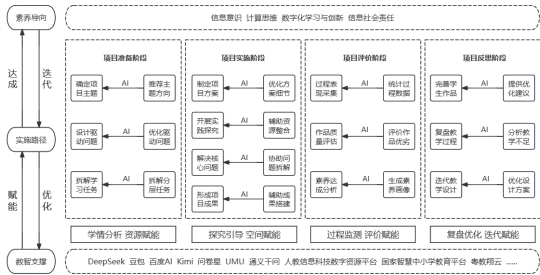 素养导向
信息意识 计算思维 数字化学习与创新 信息社会责任
达成
迭代
实施路径
赋能
优化
数智支撑
项目准备阶段
确定项目主题
AI
推荐主题方向
设计驱动问题
AI
优化驱动问题
拆解学习任务
AI
拆解分层任务
学情分析 资源赋能
项目实施阶段
制定项目方案
AI
优化方案细节
开展实践探究
AI
辅助资源整合
解决核心问题
AI
协助问题拆解
形成项目成果
AI
辅助成果搭建
探究引导 空间赋能
项目评价阶段
过程表现采集
AI
统计过程数据
作品质量评估
AI
评价作品优劣
素养达成分析
AI
生成素养画像
过程监测 评价赋能
项目反思阶段
完善学生作品
AI
提供优化建议
复盘教学过程
AI
分析教学不足
迭代教学设计
AI
优化设计方案
复盘优化 迭代赋能
DeepSeek 豆包 百度AI Kimi 问卷星 UMU 通义千问 人教信息科技数字资源平台 国家智慧中小学教育平台 粤教翔云 ......